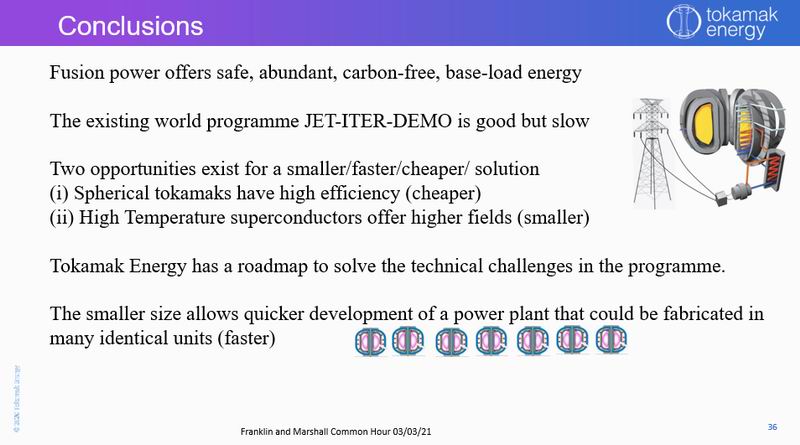 Conclusions
tokamak
energy
Fusion power offers safe, abundant, carbon-free, base-load energy
The existing world programme JET-ITER-DEMO is good but slow
Two opportunities exist for a smaller/faster/cheaper/ solution
(i) Spherical tokamaks have high efficiency (cheaper)
(ii) High Temperature superconductors offer higher fields (smaller)
Tokamak Energy has a roadmap to solve the technical challenges in the programme.
The smaller size allows quicker development of a power plant that could be fabricated in
many identical units (faster)
© 2020 Tokamak Energy
Franklin and Marshall Common Hour 03/03/21
36